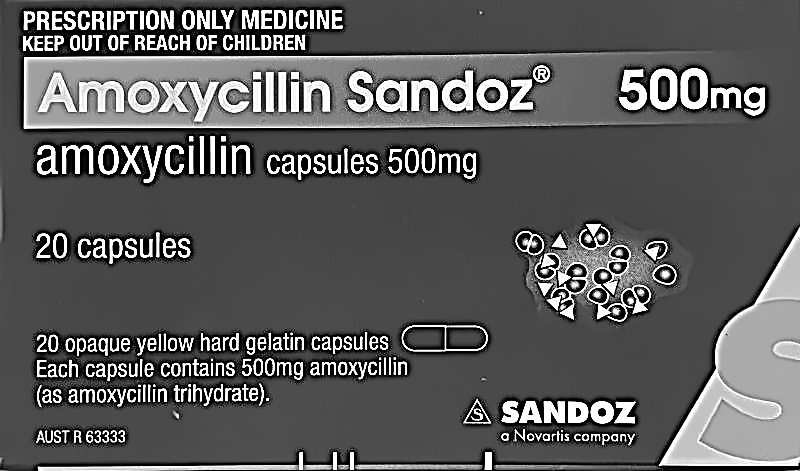 PRESCRIPTION ONLY MEDICINE
KEEP OUT OF REACH OF CHILDREN
Amoxycillin Sandoz® 500mg
amoxycillin capsules 500mg
20 capsules
20 opaque yellow hard gelatin capsules
Each capsule contains 500mg amoxycillin
(as amoxycillin trihydrate).
AUST R 63333
S SANDOZ
a Novartis company
S